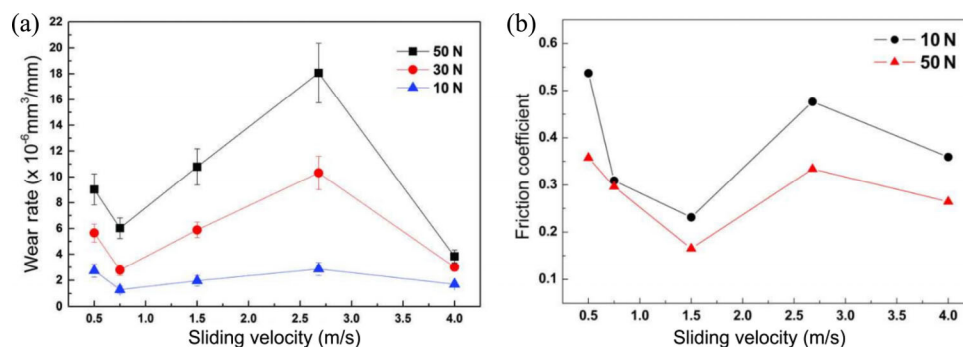 (a)
22
20
18
16
14
12
10
8
6
4
2
0
Wear rate (x 10⁻⁶mm³/mm)
50 N
30 N
10 N
0.5 1.0 1.5 2.0 2.5 3.0 3.5 4.0
Sliding velocity (m/s)
(b)
0.6
0.5
0.4
0.3
0.2
0.1
Friction coefficient
10 N
50 N
0.5 1.0 1.5 2.0 2.5 3.0 3.5 4.0
Sliding velocity (m/s)